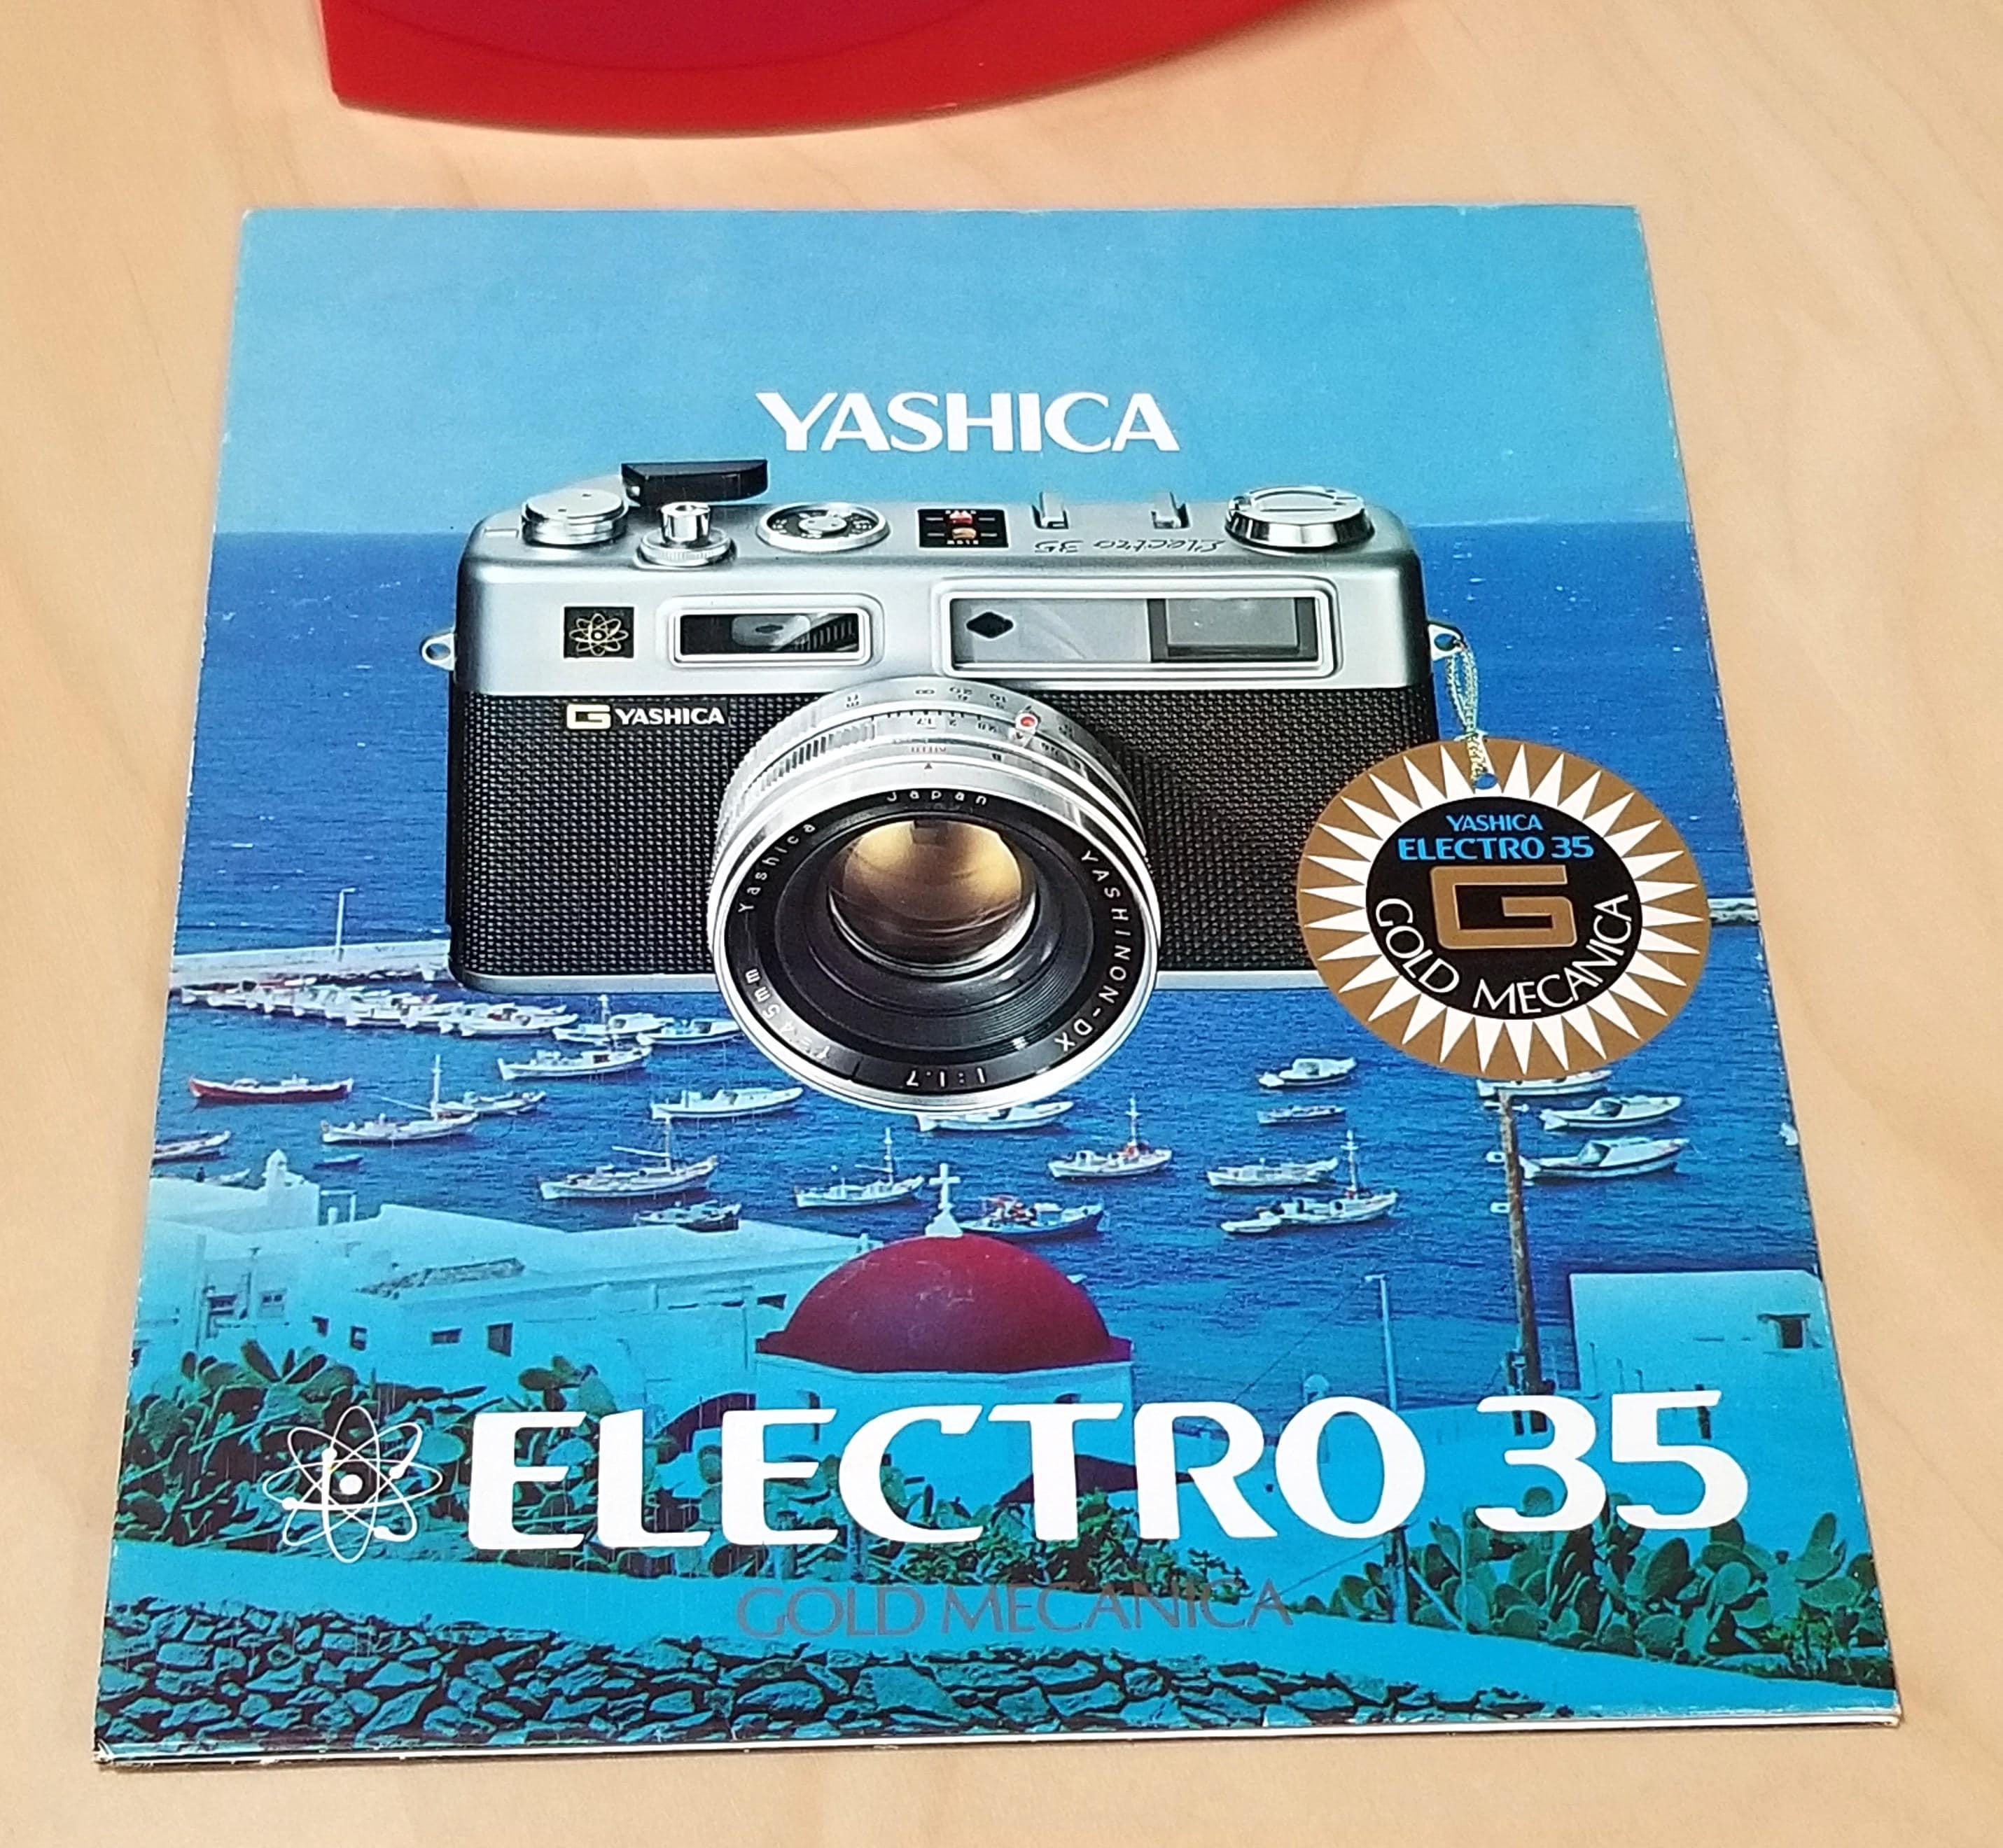 YASHICA
Electro 35
G YASHICA
Japan
Yashica
YASHINON-DX
1:1.7
f=45mm
YASHICA
ELECTRO 35
G
GOLD MECANICA
ELECTRO 35
GOLD MECANICA